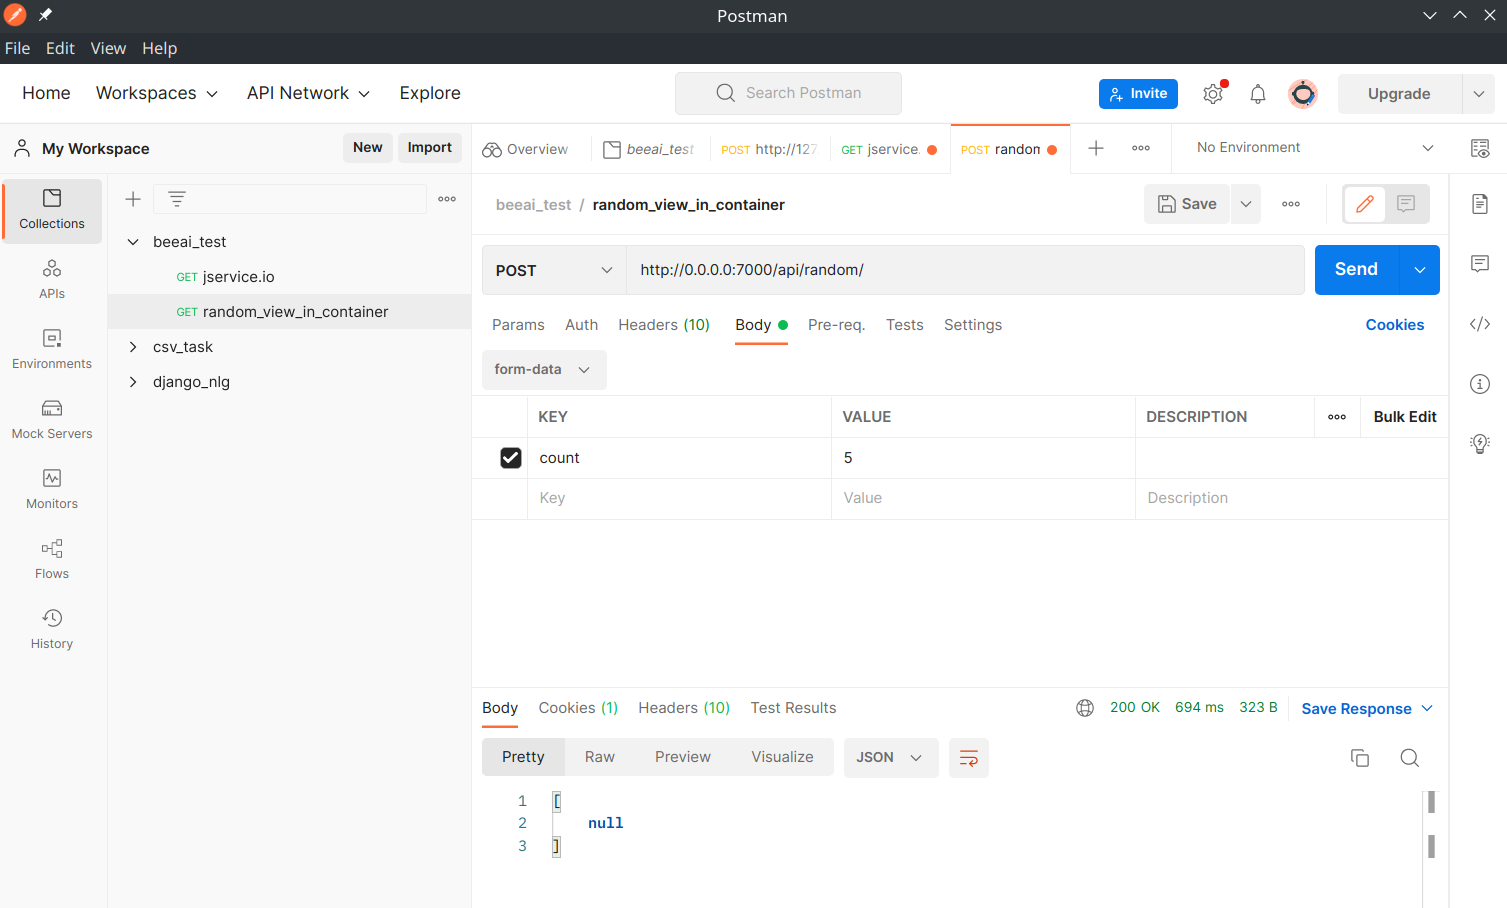 Postman
File Edit View Help
Home Workspaces API Network Explore Search Postman Invite Upgrade
My Workspace New Import Overview beeai_test POST http://127 GET jservice. POST random No Environment
Collections
APIs
Environments
Mock Servers
Monitors
Flows
History
beeai_test
GET jservice.io
GET random_view_in_container
csv_task
django_nlg
beeai_test / random_view_in_container Save
POST http://0.0.0.0:7000/api/random/ Send
Params Auth Headers (10) Body Pre-req. Tests Settings Cookies
form-data
KEY VALUE DESCRIPTION Bulk Edit
count 5
Key Value Description
Body Cookies (1) Headers (10) Test Results 200 OK 694 ms 323 B Save Response
Pretty Raw Preview Visualize JSON
1 [
2 null
3 ]